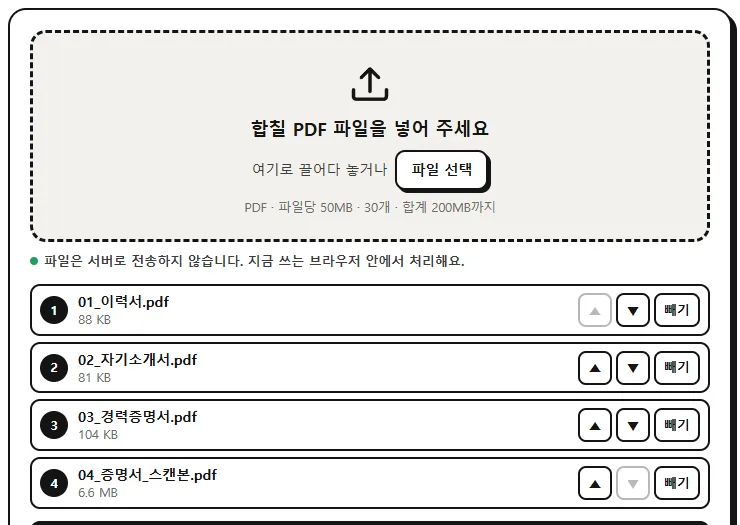 합칠 PDF 파일을 넣어 주세요
여기로 끌어다 놓거나 파일 선택
PDF · 파일당 50MB · 30개 · 합계 200MB까지
파일은 서버로 전송하지 않습니다. 지금 쓰는 브라우저 안에서 처리해요.
1 01_이력서.pdf ▲ ▼ 빼기
88 KB
2 02_자기소개서.pdf ▲ ▼ 빼기
81 KB
3 03_경력증명서.pdf ▲ ▼ 빼기
104 KB
4 04_증명서_스캔본.pdf ▲ ▼ 빼기
6.6 MB